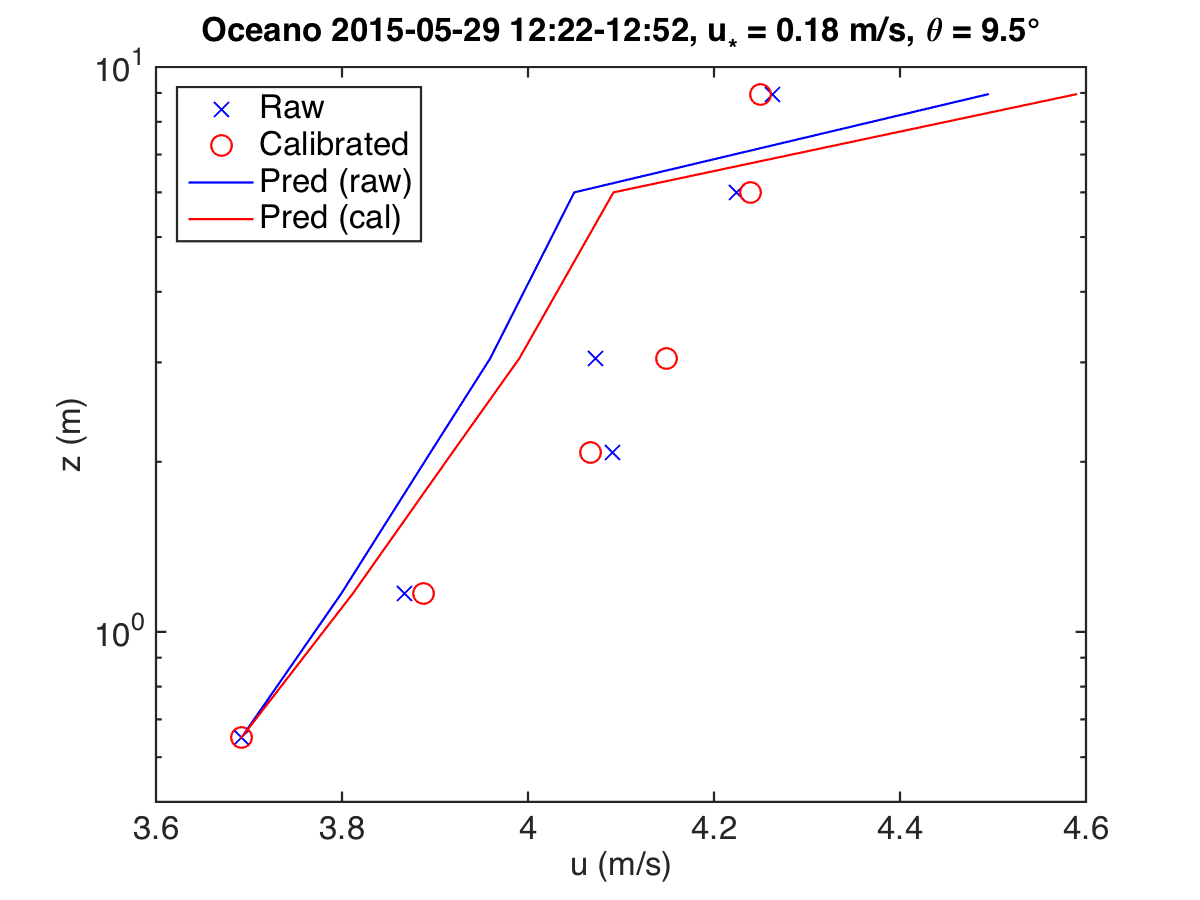 Oceano 2015-05-29 12:22-12:52, u* = 0.18 m/s, θ = 9.5°
10¹
Raw
Calibrated
Pred (raw)
Pred (cal)
z (m)
10⁰
3.6 3.8 4 4.2 4.4 4.6
u (m/s)